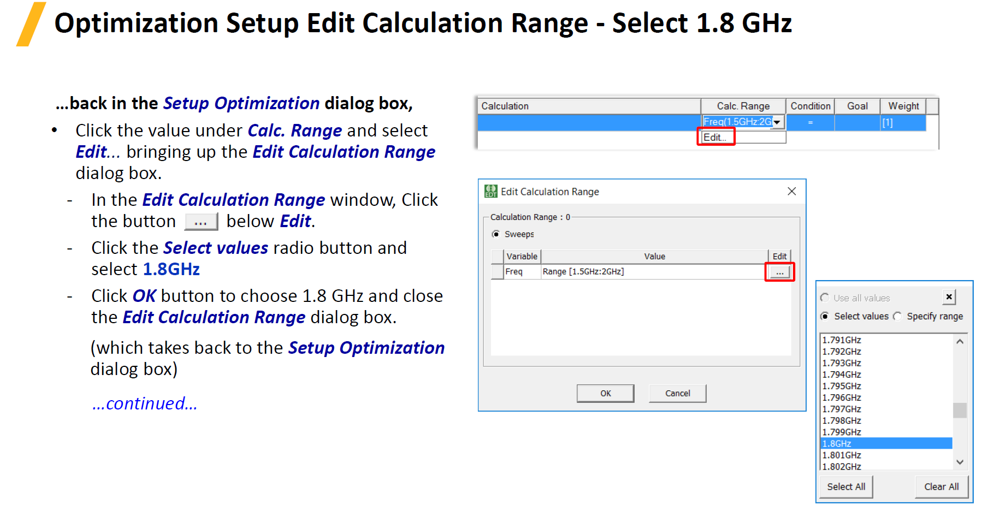 Optimization Setup Edit Calculation Range - Select 1.8 GHz
...back in the Setup Optimization dialog box,
• Click the value under Calc. Range and select
Edit... bringing up the Edit Calculation Range
dialog box.
- In the Edit Calculation Range window, Click
the button ... below Edit.
- Click the Select values radio button and
select 1.8GHz
- Click OK button to choose 1.8 GHz and close
the Edit Calculation Range dialog box.
(which takes back to the Setup Optimization
dialog box)
...continued...
Calculation Calc. Range Condition Goal Weight
Freq(1.5GHz:2G = [1]
Edit...
EDT Edit Calculation Range
Calculation Range : 0
Sweeps
Variable Value Edit
Freq Range [1.5GHz:2GHz] ...
OK Cancel
Use all values
Select values Specify range
1.791GHz
1.792GHz
1.793GHz
1.794GHz
1.795GHz
1.796GHz
1.797GHz
1.798GHz
1.799GHz
1.8GHz
1.801GHz
1.802GHz
Select All Clear All